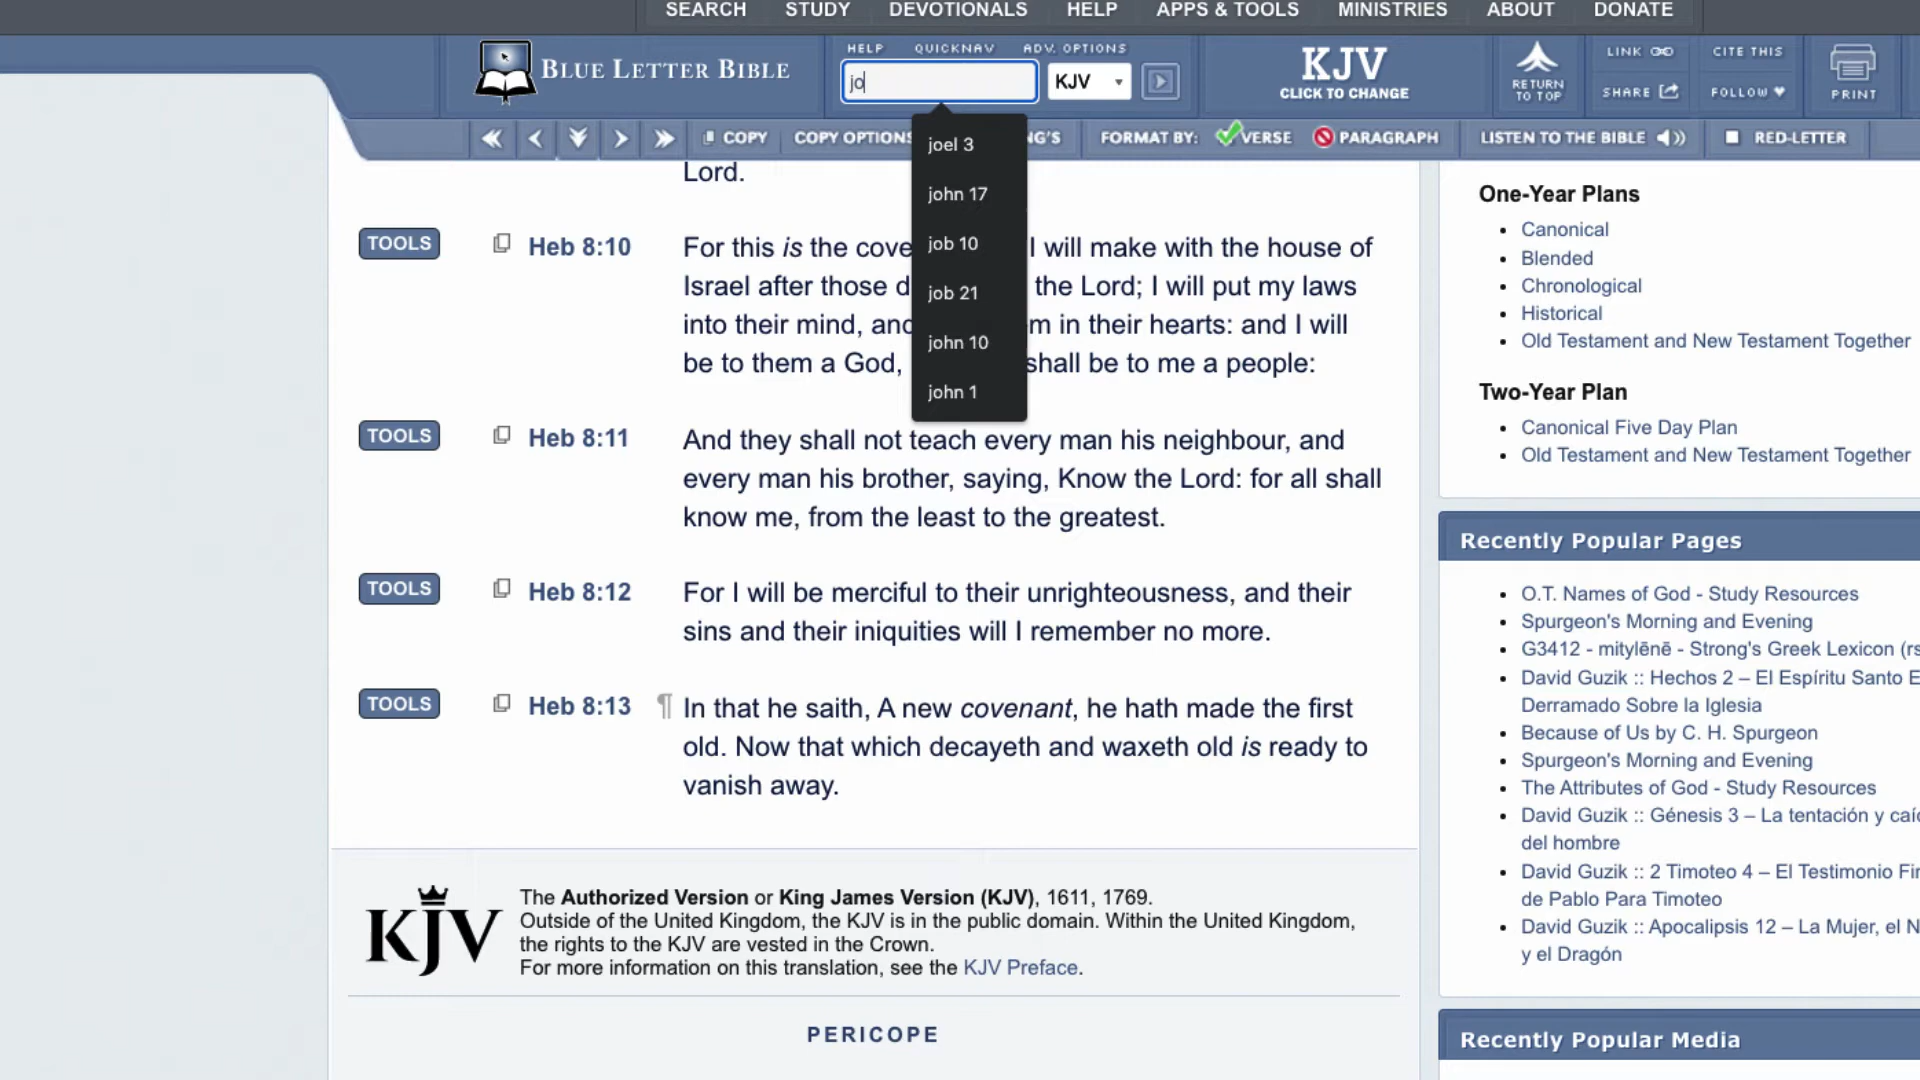 SEARCH STUDY DEVOTIONALS HELP APPS & TOOLS MINISTRIES ABOUT DONATE
BLUE LETTER BIBLE
HELP QUICKNAV ADV. OPTIONS
jo
KJV
KJV
CLICK TO CHANGE
RETURN
TO TOP
LINK
CITE THIS
SHARE
FOLLOW
PRINT
COPY COPY OPTIONS NG'S FORMAT BY: VERSE PARAGRAPH LISTEN TO THE BIBLE RED-LETTER
joel 3
john 17
job 10
job 21
john 10
john 1
Lord.
TOOLS Heb 8:10 For this is the cove I will make with the house of
Israel after those d the Lord; I will put my laws
into their mind, and m in their hearts: and I will
be to them a God, shall be to me a people:
TOOLS Heb 8:11 And they shall not teach every man his neighbour, and
every man his brother, saying, Know the Lord: for all shall
know me, from the least to the greatest.
TOOLS Heb 8:12 For I will be merciful to their unrighteousness, and their
sins and their iniquities will I remember no more.
TOOLS Heb 8:13 ¶ In that he saith, A new covenant, he hath made the first
old. Now that which decayeth and waxeth old is ready to
vanish away.
KJV
The Authorized Version or King James Version (KJV), 1611, 1769.
Outside of the United Kingdom, the KJV is in the public domain. Within the United Kingdom,
the rights to the KJV are vested in the Crown.
For more information on this translation, see the KJV Preface.
PERICOPE
One-Year Plans
Canonical
Blended
Chronological
Historical
Old Testament and New Testament Together
Two-Year Plan
Canonical Five Day Plan
Old Testament and New Testament Together
Recently Popular Pages
O.T. Names of God - Study Resources
Spurgeon's Morning and Evening
G3412 - mitylēnē - Strong's Greek Lexicon (rs
David Guzik :: Hechos 2 – El Espíritu Santo E
Derramado Sobre la Iglesia
Because of Us by C. H. Spurgeon
Spurgeon's Morning and Evening
The Attributes of God - Study Resources
David Guzik :: Génesis 3 – La tentación y caíd
del hombre
David Guzik :: 2 Timoteo 4 – El Testimonio Fin
de Pablo Para Timoteo
David Guzik :: Apocalipsis 12 – La Mujer, el N
y el Dragón
Recently Popular Media